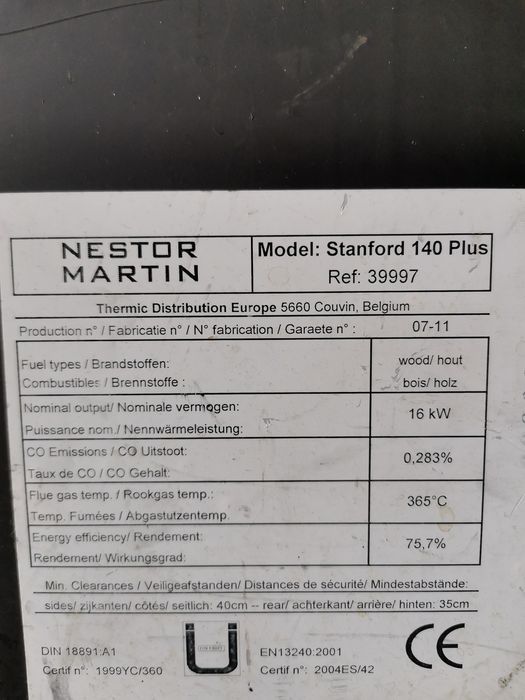 NESTOR
MARTIN
Model: Stanford 140 Plus
Ref: 39997
Thermic Distribution Europe 5660 Couvin, Belgium
Production n° / Fabricatie n° / N° fabrication / Garaete n° : 07-11
Fuel types / Brandstoffen: wood/ hout
Combustibles / Brennstoffe : bois/ holz
Nominal output/ Nominale vermogen:
Puissance nom./ Nennwärmeleistung:
16 kW
CO Emissions / CO Uitstoot:
Taux de CO / CO Gehalt:
0,283%
Flue gas temp. / Rookgas temp.:
Temp. Fumées / Abgastutzentemp.
365°C
Energy efficiency/ Rendement:
Rendement/ Wirkungsgrad:
75,7%
Min. Clearances / Veiligeafstanden/ Distances de sécurité/ Mindestabstände:
sides/ zijkanten/ côtés/ seitlich: 40cm -- rear/ achterkant/ arrière/ hinten: 35cm
DIN 18891:A1
Certif n°: 1999YC/360
EN13240:2001
Certif n°: 2004ES/42
CE